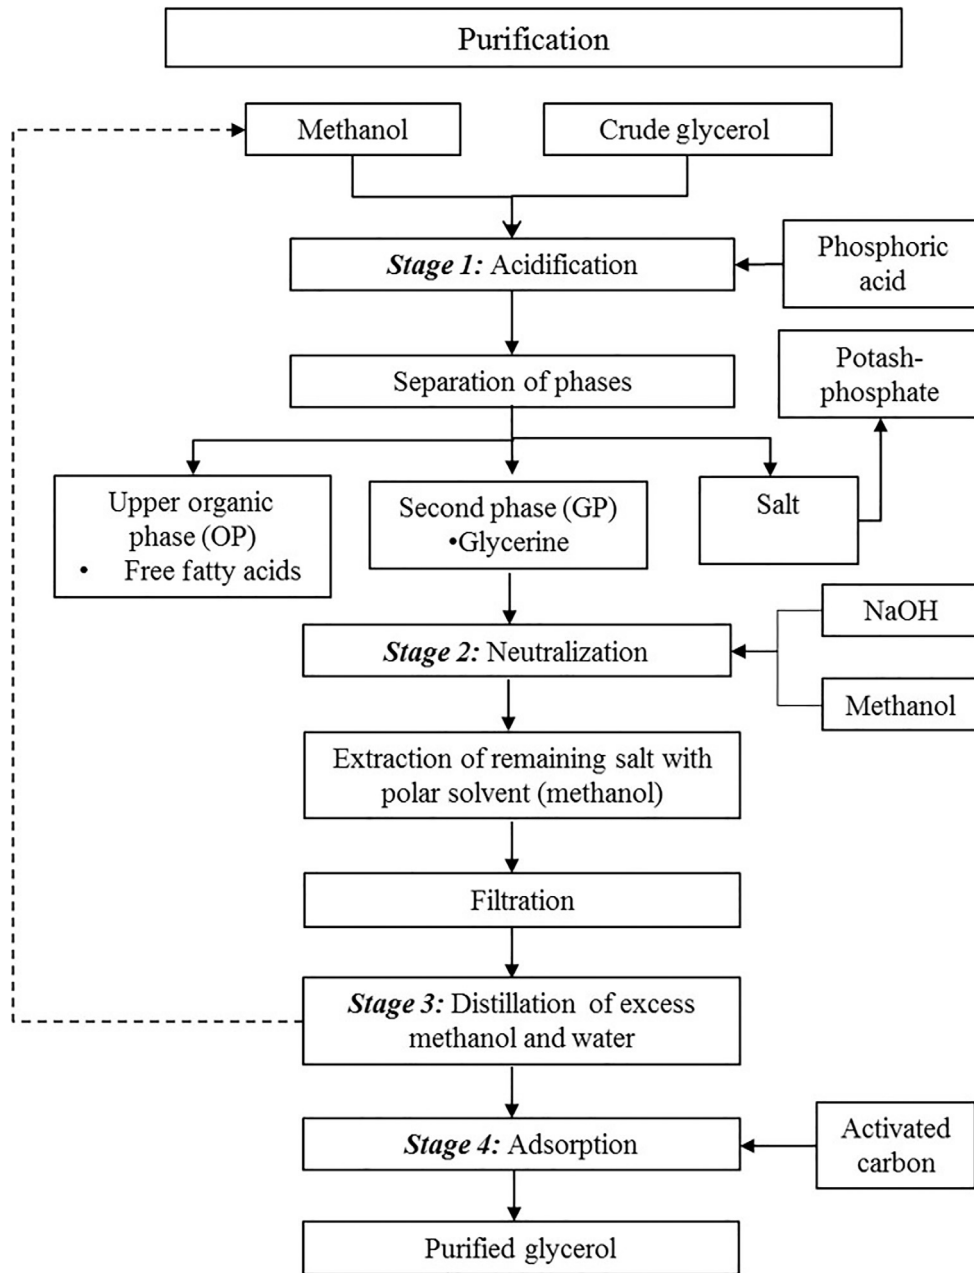 Purification
Methanol
Crude glycerol
Stage 1: Acidification
Phosphoric
acid
Separation of phases
Potash-
phosphate
Upper organic
phase (OP)
• Free fatty acids
Second phase (GP)
•Glycerine
Salt
Stage 2: Neutralization
NaOH
Methanol
Extraction of remaining salt with
polar solvent (methanol)
Filtration
Stage 3: Distillation of excess
methanol and water
Stage 4: Adsorption
Activated
carbon
Purified glycerol